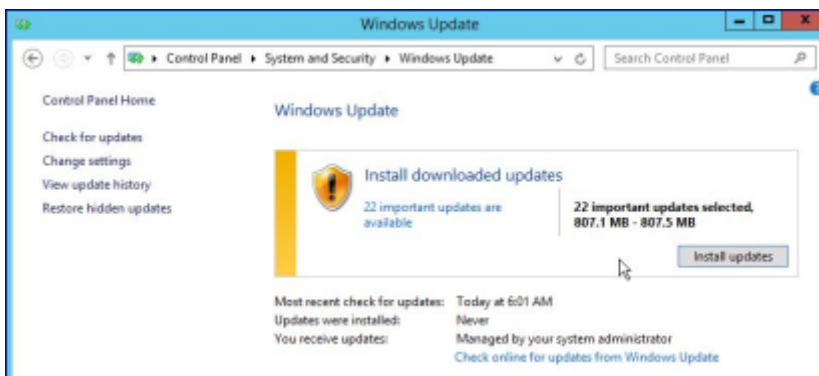 Windows Update
Control Panel
System and Security
Windows Update
Search Control Panel
Control Panel Home
Windows Update
Check for updates
Change settings
View update history
Restore hidden updates
Install downloaded updates
22 important updates are
available
22 important updates selected,
807.1 MB - 807.5 MB
Install updates
Most recent check for updates: Today at 6:01 AM
Updates were installed: Never
You receive updates: Managed by your system administrator
Check online for updates from Windows Update